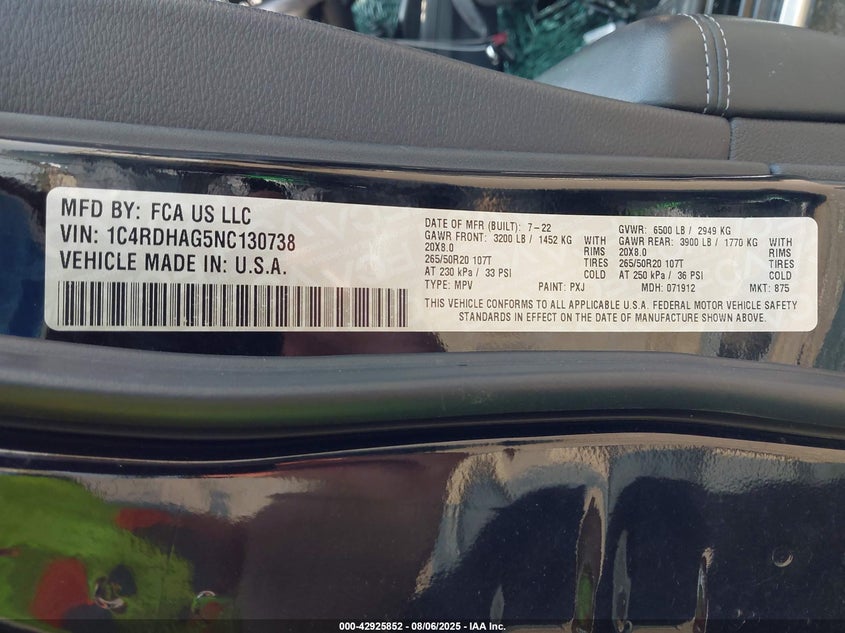 MFD BY: FCA US LLC
VIN: 1C4RDHAG5NC130738
VEHICLE MADE IN: U.S.A.
DATE OF MFR (BUILT): 7-22 GVWR: 6500 LB / 2949 KG
GAWR FRONT: 3200 LB / 1452 KG WITH GAWR REAR: 3900 LB / 1770 KG WITH
20X8.0 RIMS 20X8.0 RIMS
265/50R20 107T TIRES 265/50R20 107T TIRES
AT 230 kPa / 33 PSI COLD AT 250 kPa / 36 PSI COLD
TYPE: MPV PAINT: PXJ MDH: 071912 MKT: 875
THIS VEHICLE CONFORMS TO ALL APPLICABLE U.S.A. FEDERAL MOTOR VEHICLE SAFETY
STANDARDS IN EFFECT ON THE DATE OF MANUFACTURE SHOWN ABOVE.
000-42925852 - 08/06/2025 - IAA Inc.